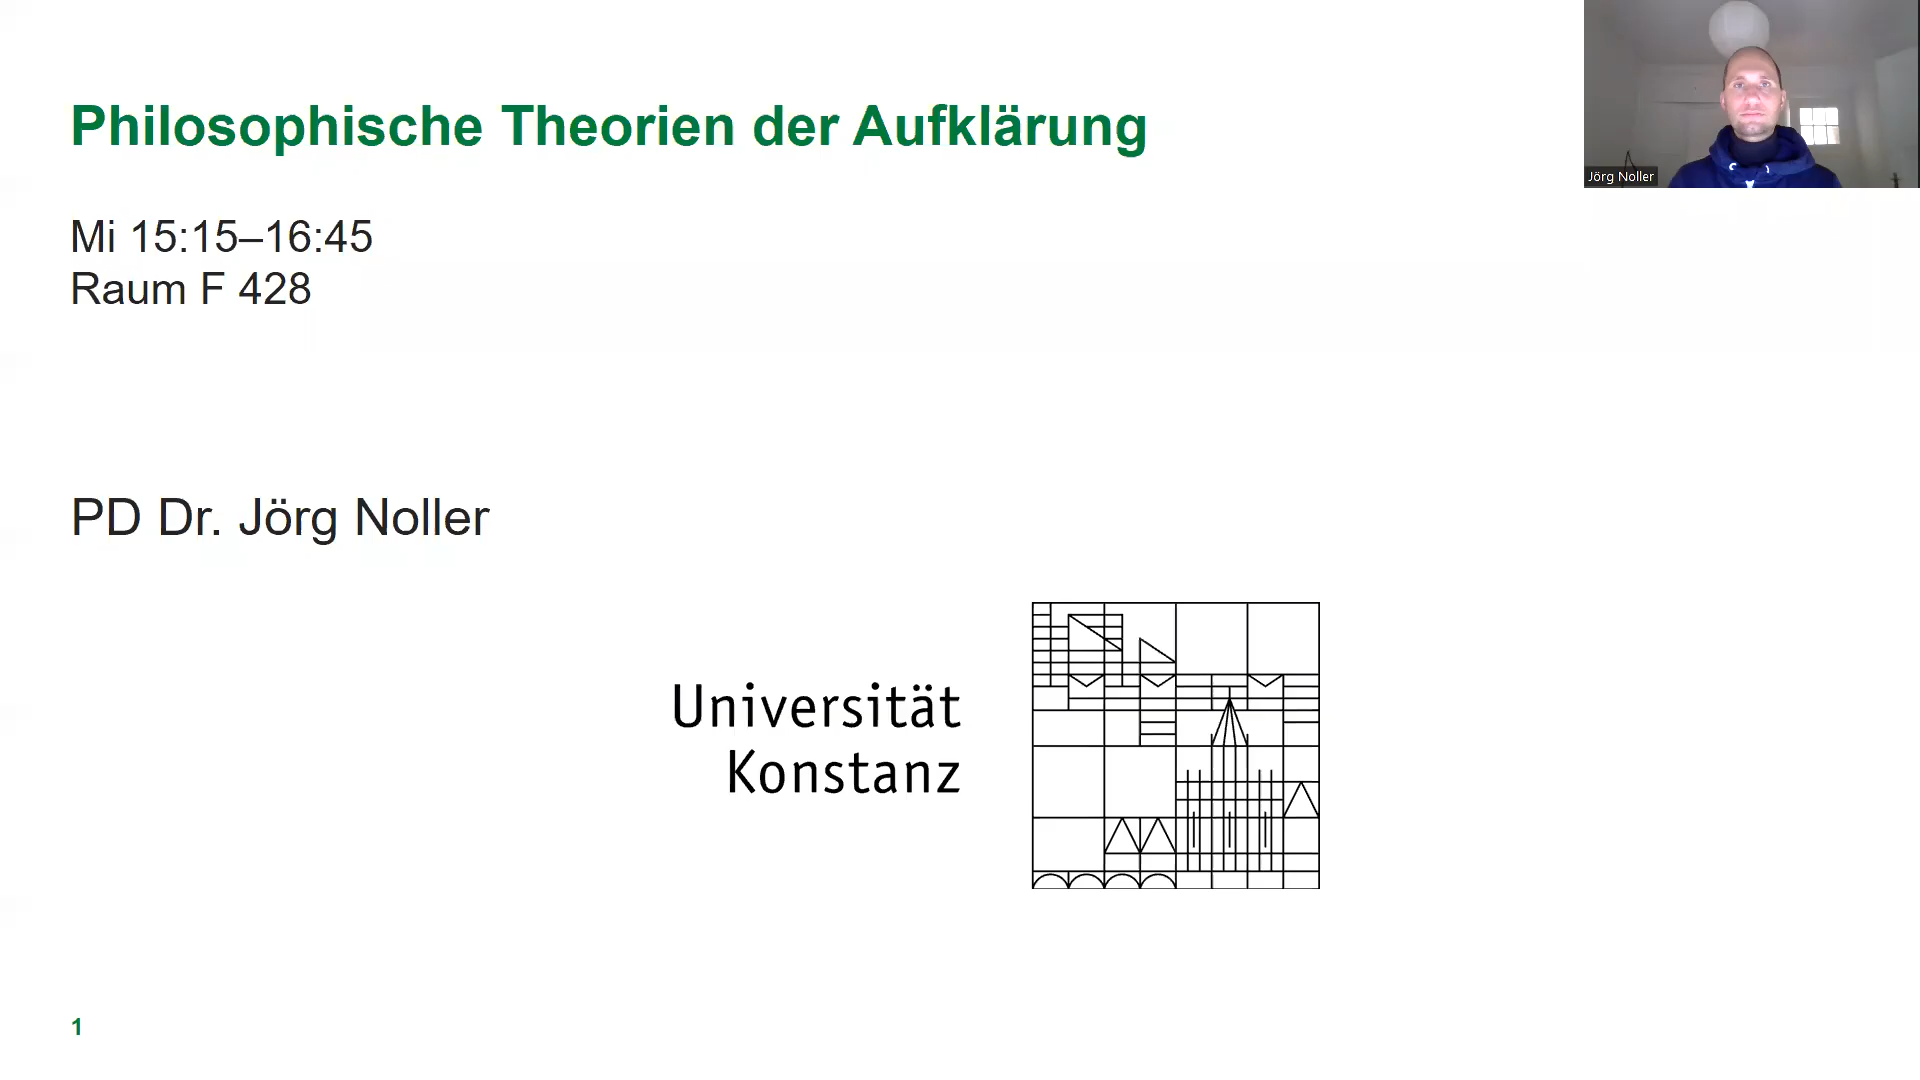 Philosophische Theorien der Aufklärung
Jörg Noller
Mi 15:15–16:45
Raum F 428
PD Dr. Jörg Noller
Universität
Konstanz
1